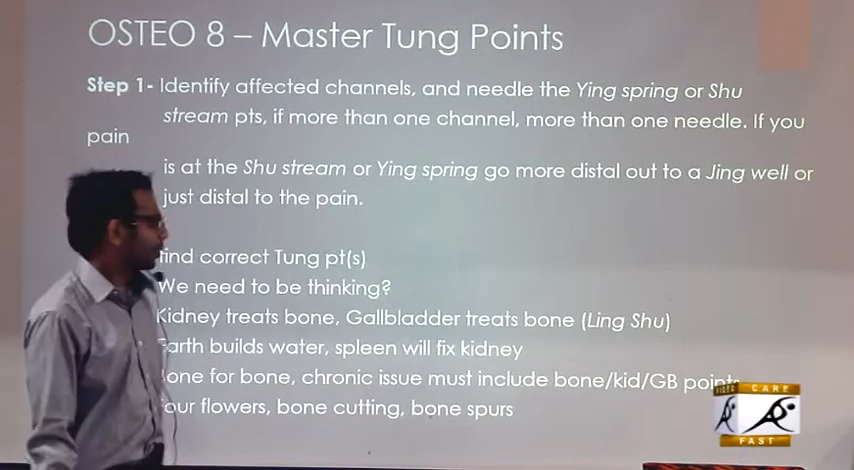 OSTEO 8 – Master Tung Points
Step 1- Identify affected channels, and needle the Ying spring or Shu
stream pts, if more than one channel, more than one needle. If you
pain
is at the Shu stream or Ying spring go more distal out to a Jing well or
just distal to the pain.
find correct Tung pt(s)
We need to be thinking?
Kidney treats bone, Gallbladder treats bone (Ling Shu)
Earth builds water, spleen will fix kidney
Bone for bone, chronic issue must include bone/kid/GB points
Four flowers, bone cutting, bone spurs
CARE
FAST